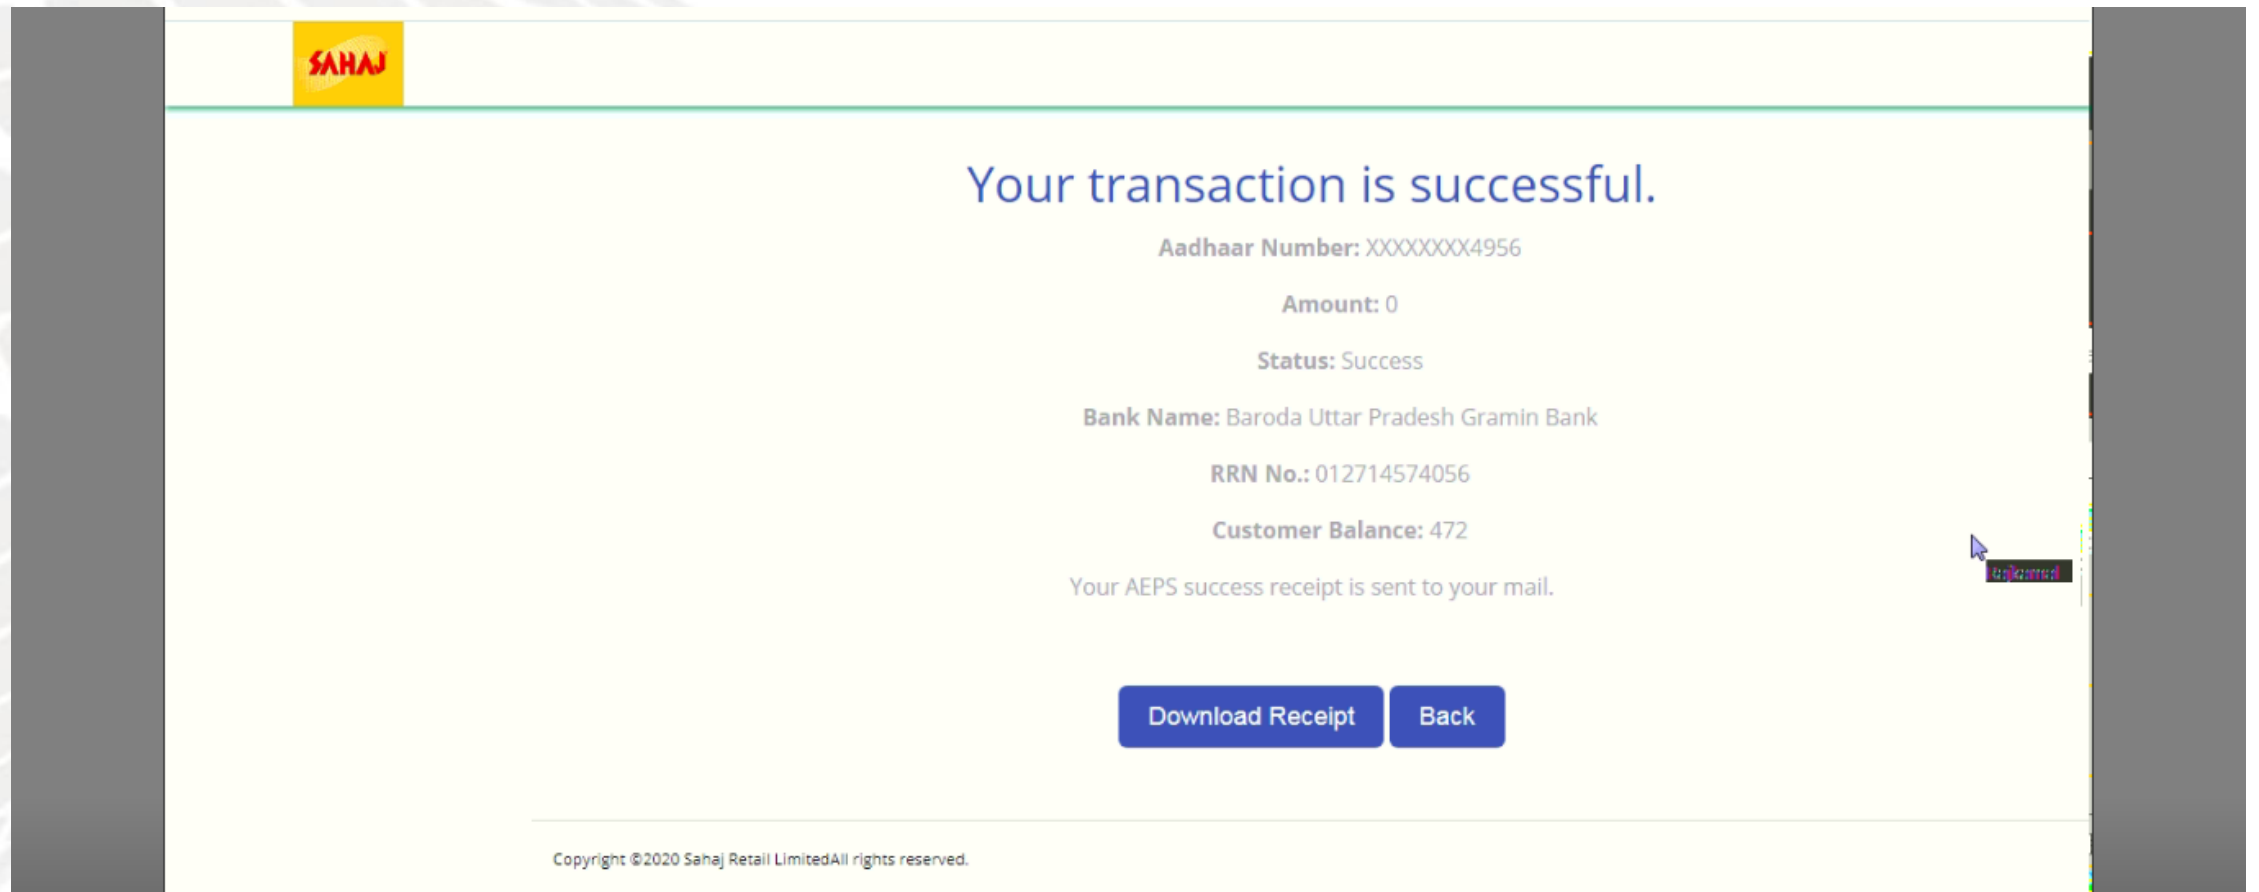 SAHAJ
Your transaction is successful.
Aadhaar Number: XXXXXXXX4956
Amount: 0
Status: Success
Bank Name: Baroda Uttar Pradesh Gramin Bank
RRN No.: 012714574056
Customer Balance: 472
Your AEPS success receipt is sent to your mail.
Download Receipt Back
Copyright ©2020 Sahaj Retail LimitedAll rights reserved.